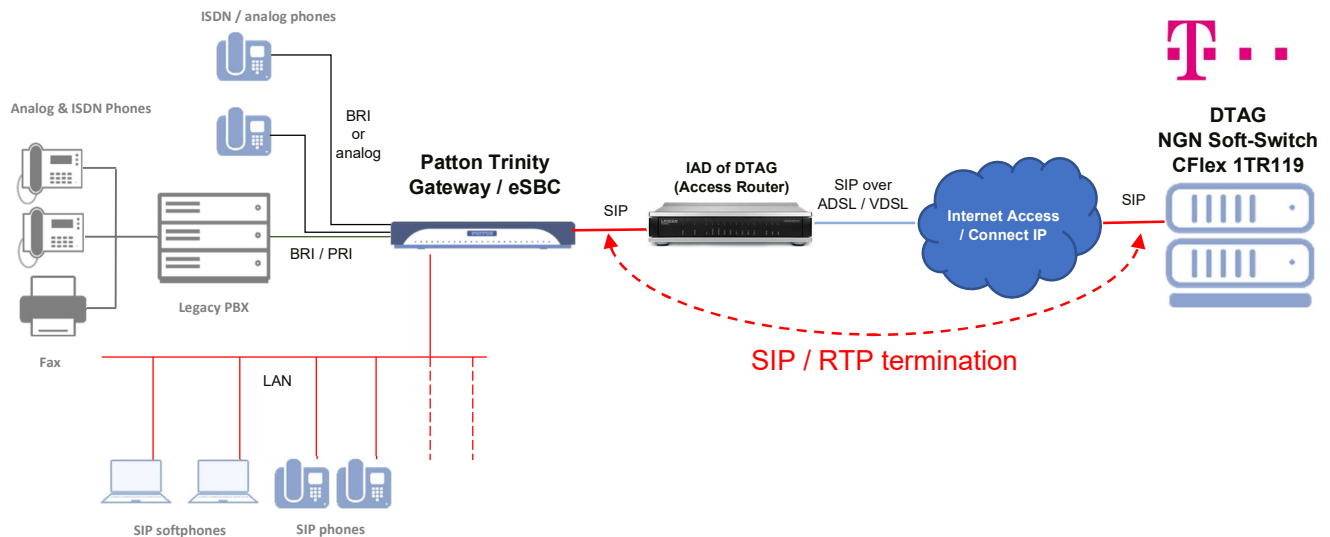 ISDN / analog phones
Analog & ISDN Phones
BRI
or
analog
Patton Trinity
Gateway / eSBC
BRI / PRI
Legacy PBX
Fax
LAN
SIP softphones
SIP phones
SIP
IAD of DTAG
(Access Router)
SIP over
ADSL / VDSL
Internet Access
/ Connect IP
SIP
T
DTAG
NGN Soft-Switch
CFlex 1TR119
SIP / RTP termination